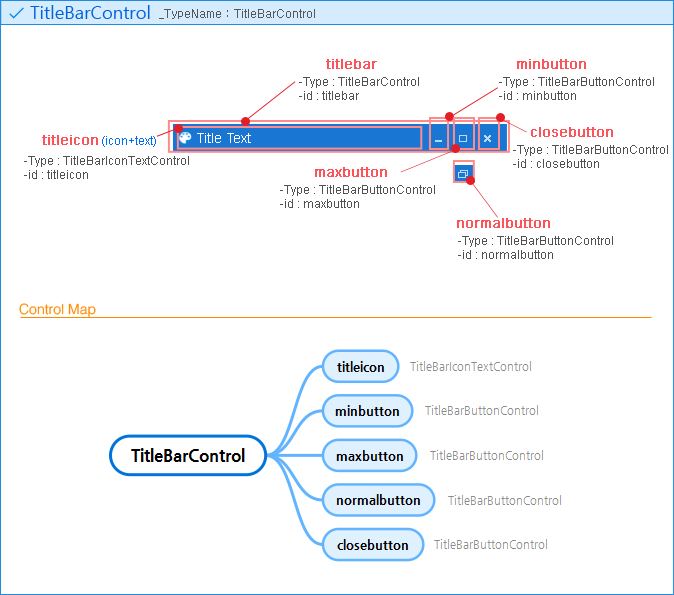 TitleBarControl _TypeName : TitleBarControl
titlebar
-Type : TitleBarControl
-id : titlebar
minbutton
-Type : TitleBarButtonControl
-id : minbutton
titleicon (icon+text)
-Type : TitleBarIconTextControl
-id : titleicon
Title Text
closebutton
-Type : TitleBarButtonControl
-id : closebutton
maxbutton
-Type : TitleBarButtonControl
-id : maxbutton
normalbutton
-Type : TitleBarButtonControl
-id : normalbutton
Control Map
TitleBarControl
titleicon TitleBarIconTextControl
minbutton TitleBarButtonControl
maxbutton TitleBarButtonControl
normalbutton TitleBarButtonControl
closebutton TitleBarButtonControl